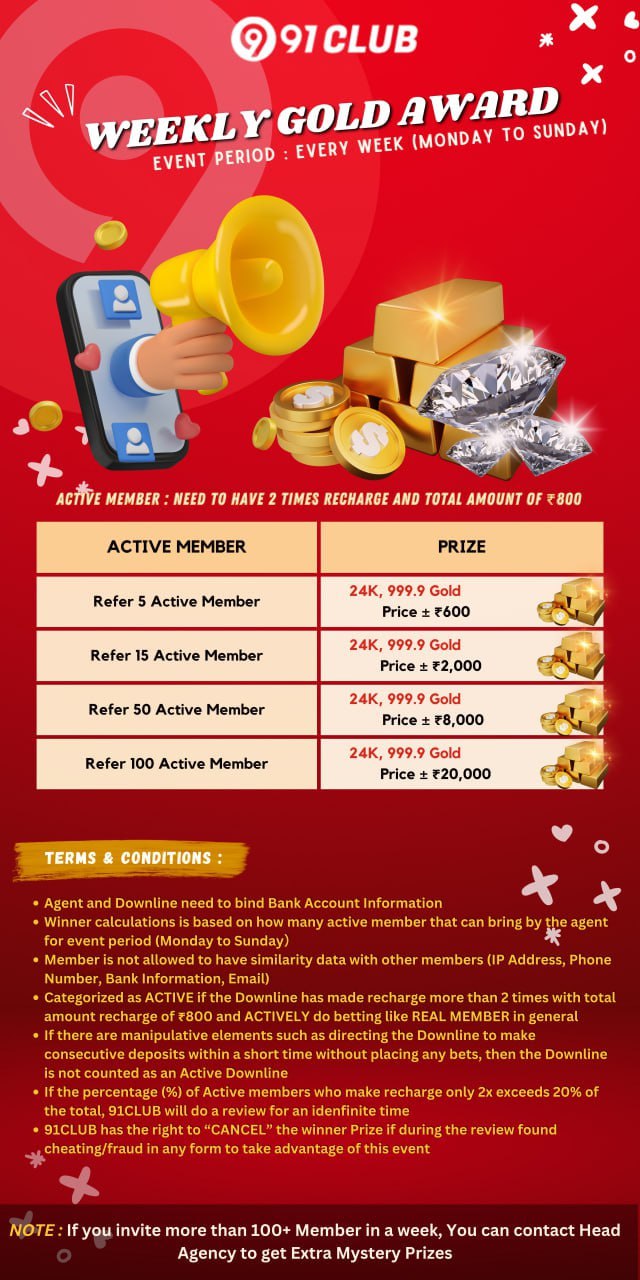 91 CLUB
WEEKLY GOLD AWARD
EVENT PERIOD : EVERY WEEK (MONDAY TO SUNDAY)
ACTIVE MEMBER : NEED TO HAVE 2 TIMES RECHARGE AND TOTAL AMOUNT OF ₹800
ACTIVE MEMBER PRIZE
Refer 5 Active Member
24K, 999.9 Gold
Price ± ₹600
Refer 15 Active Member
24K, 999.9 Gold
Price ± ₹2,000
Refer 50 Active Member
24K, 999.9 Gold
Price ± ₹8,000
Refer 100 Active Member
24K, 999.9 Gold
Price ± ₹20,000
TERMS & CONDITIONS :
• Agent and Downline need to bind Bank Account Information
• Winner calculations is based on how many active member that can bring by the agent
for event period (Monday to Sunday)
• Member is not allowed to have similarity data with other members (IP Address, Phone
Number, Bank Information, Email)
• Categorized as ACTIVE if the Downline has made recharge more than 2 times with total
amount recharge of ₹800 and ACTIVELY do betting like REAL MEMBER in general
• If there are manipulative elements such as directing the Downline to make
consecutive deposits within a short time without placing any bets, then the Downline
is not counted as an Active Downline
• If the percentage (%) of Active members who make recharge only 2x exceeds 20% of
the total, 91CLUB will do a review for an idenfinite time
• 91CLUB has the right to “CANCEL” the winner Prize if during the review found
cheating/fraud in any form to take advantage of this event
NOTE : If you invite more than 100+ Member in a week, You can contact Head
Agency to get Extra Mystery Prizes